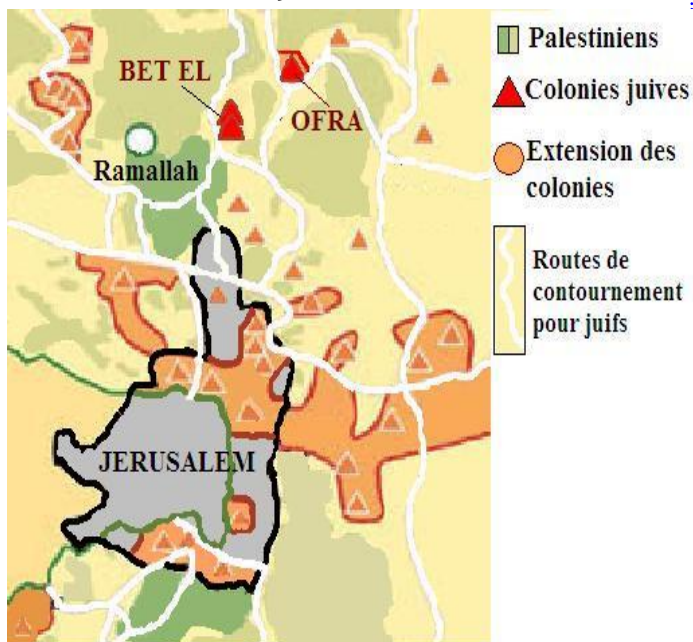 BET EL
OFRA
Ramallah
JERUSALEM
Palestiniens
Colonies juives
Extension des
colonies
Routes de
contournement
pour juifs